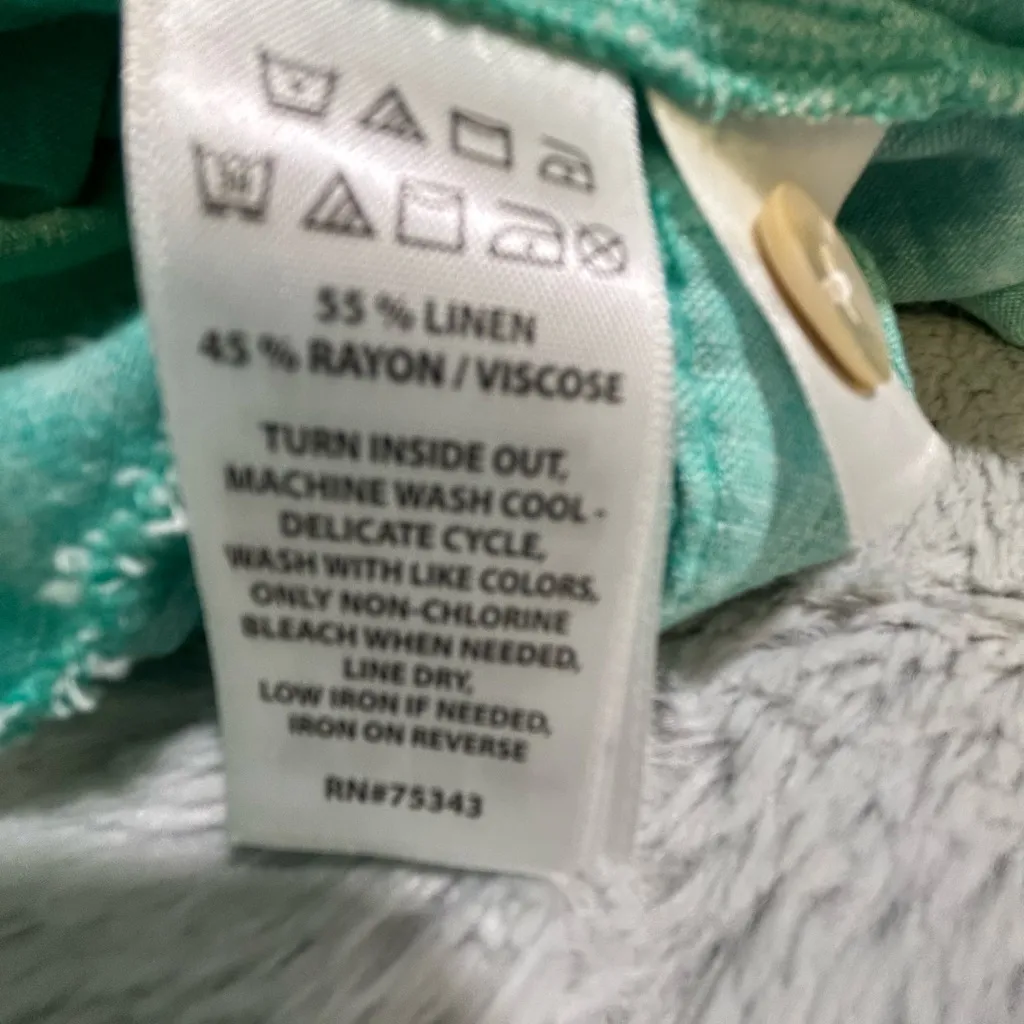 55 % LINEN
45 % RAYON / VISCOSE
TURN INSIDE OUT,
MACHINE WASH COOL -
DELICATE CYCLE,
WASH WITH LIKE COLORS,
ONLY NON-CHLORINE
BLEACH WHEN NEEDED,
LINE DRY,
LOW IRON IF NEEDED,
IRON ON REVERSE
RN#75343